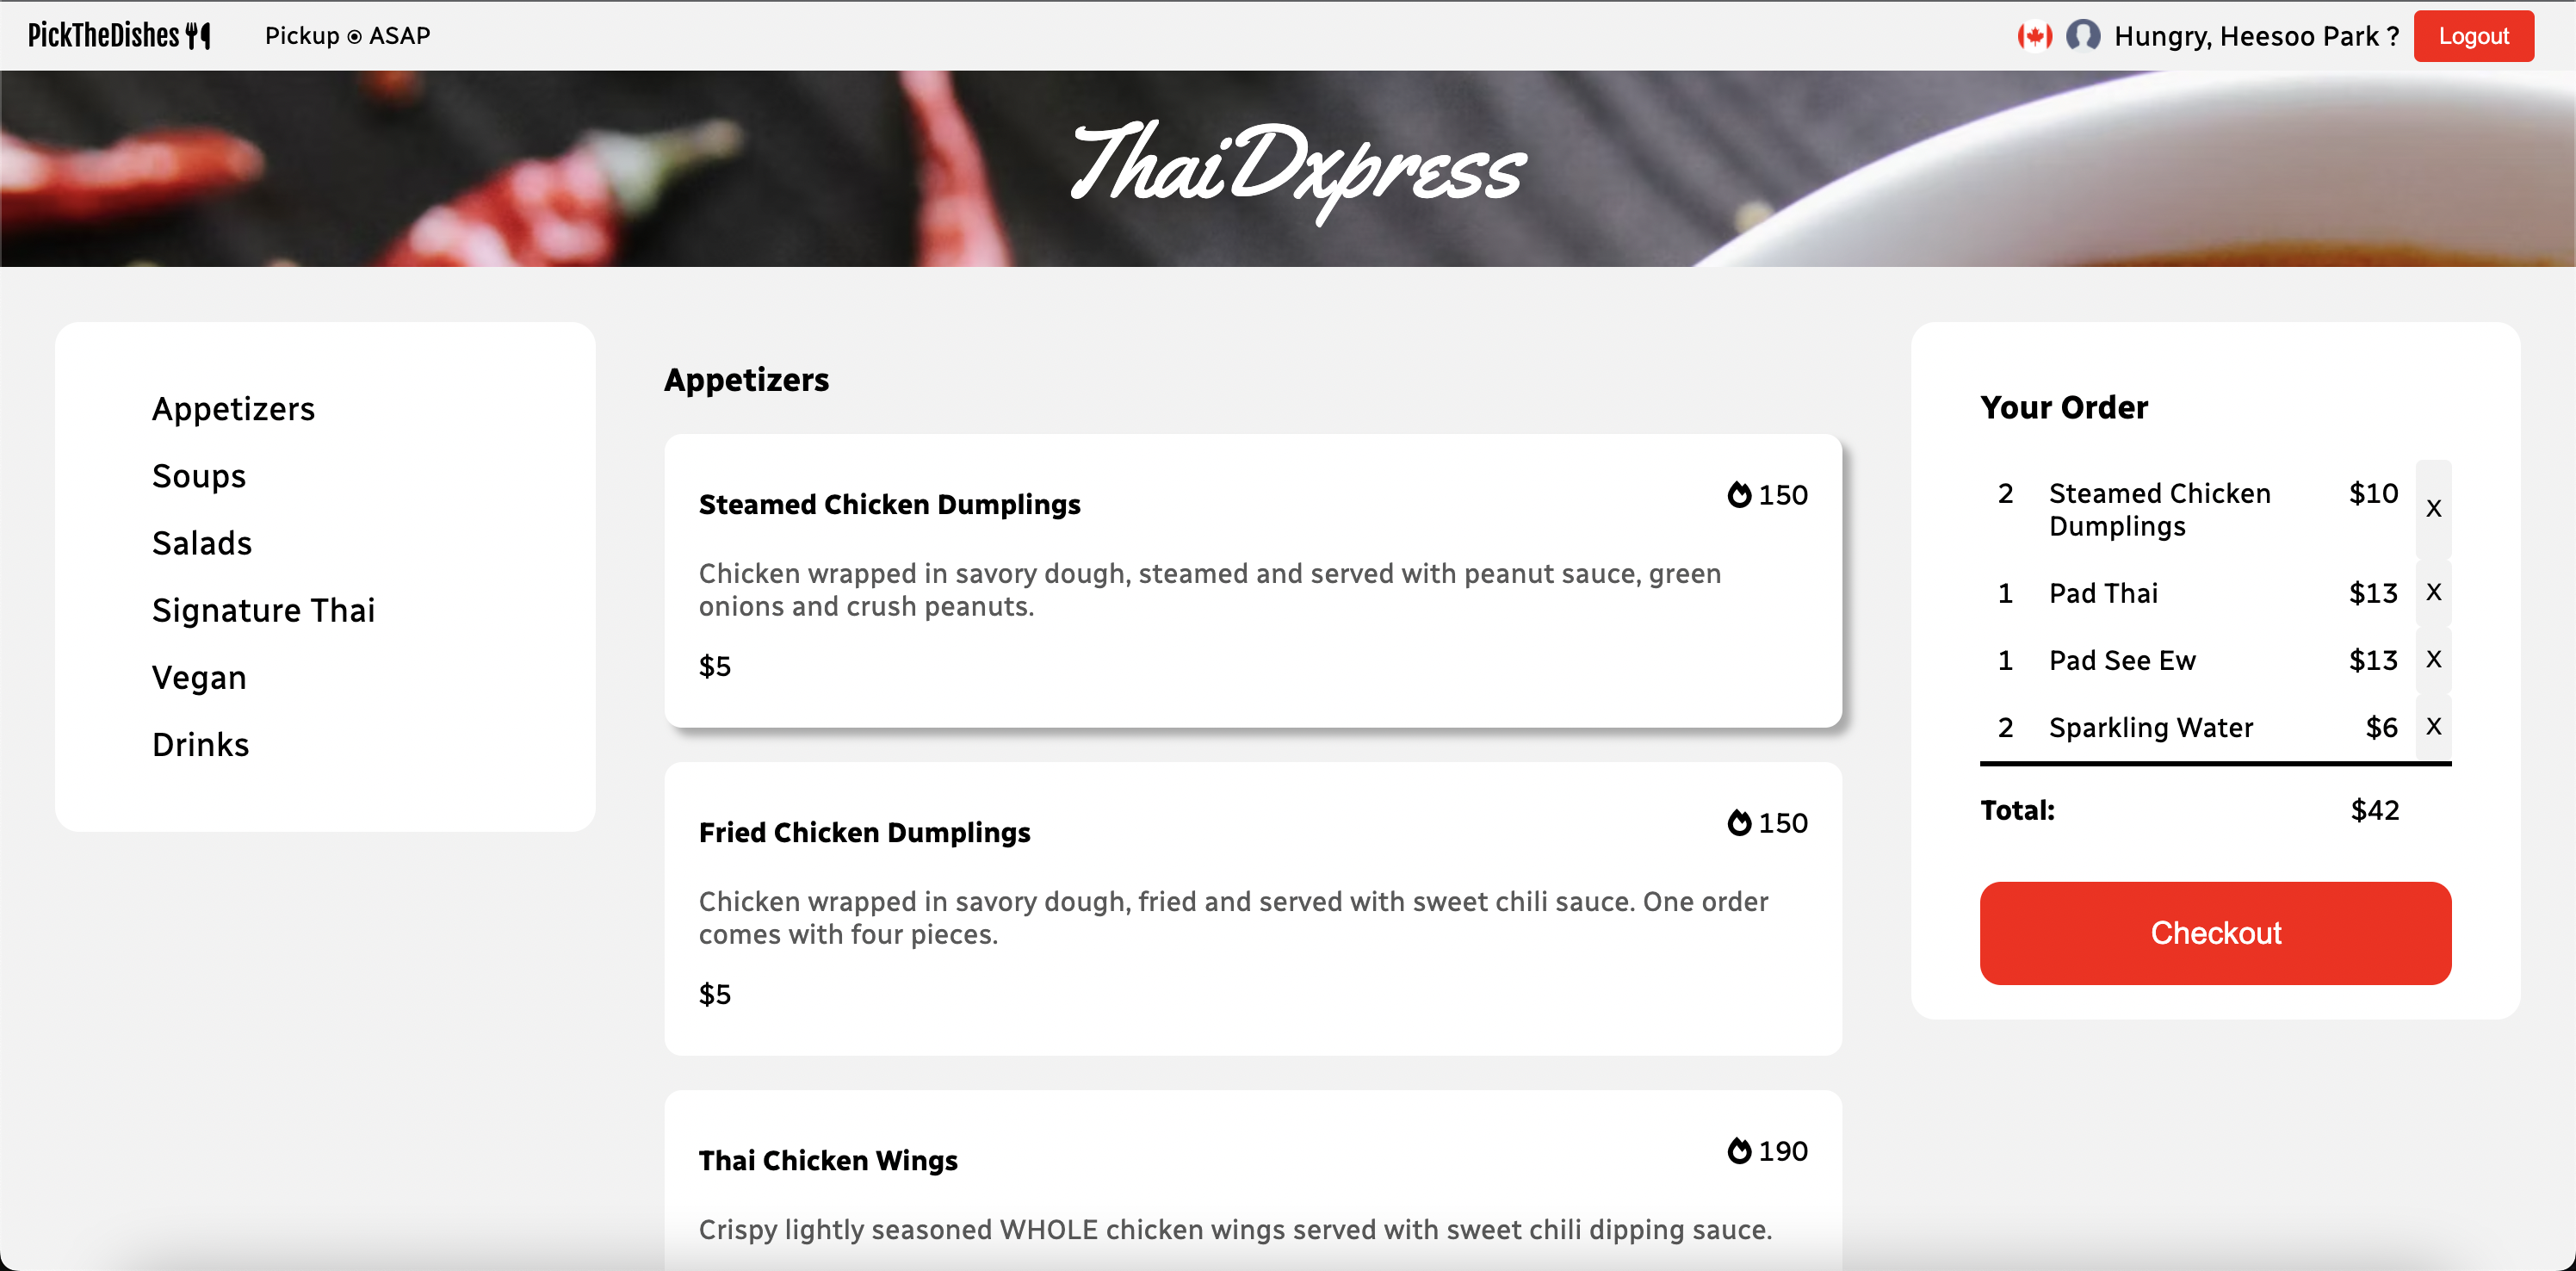 PickTheDishes
Pickup ASAP
Hungry, Heesoo Park ?
Logout
ThaiDxpress
Appetizers
Soups
Salads
Signature Thai
Vegan
Drinks
Appetizers
Steamed Chicken Dumplings
150
Chicken wrapped in savory dough, steamed and served with peanut sauce, green
onions and crush peanuts.
$5
Fried Chicken Dumplings
150
Chicken wrapped in savory dough, fried and served with sweet chili sauce. One order
comes with four pieces.
$5
Thai Chicken Wings
190
Crispy lightly seasoned WHOLE chicken wings served with sweet chili dipping sauce.
Your Order
2 Steamed Chicken $10 X
Dumplings
1 Pad Thai $13 X
1 Pad See Ew $13 X
2 Sparkling Water $6 X
Total: $42
Checkout